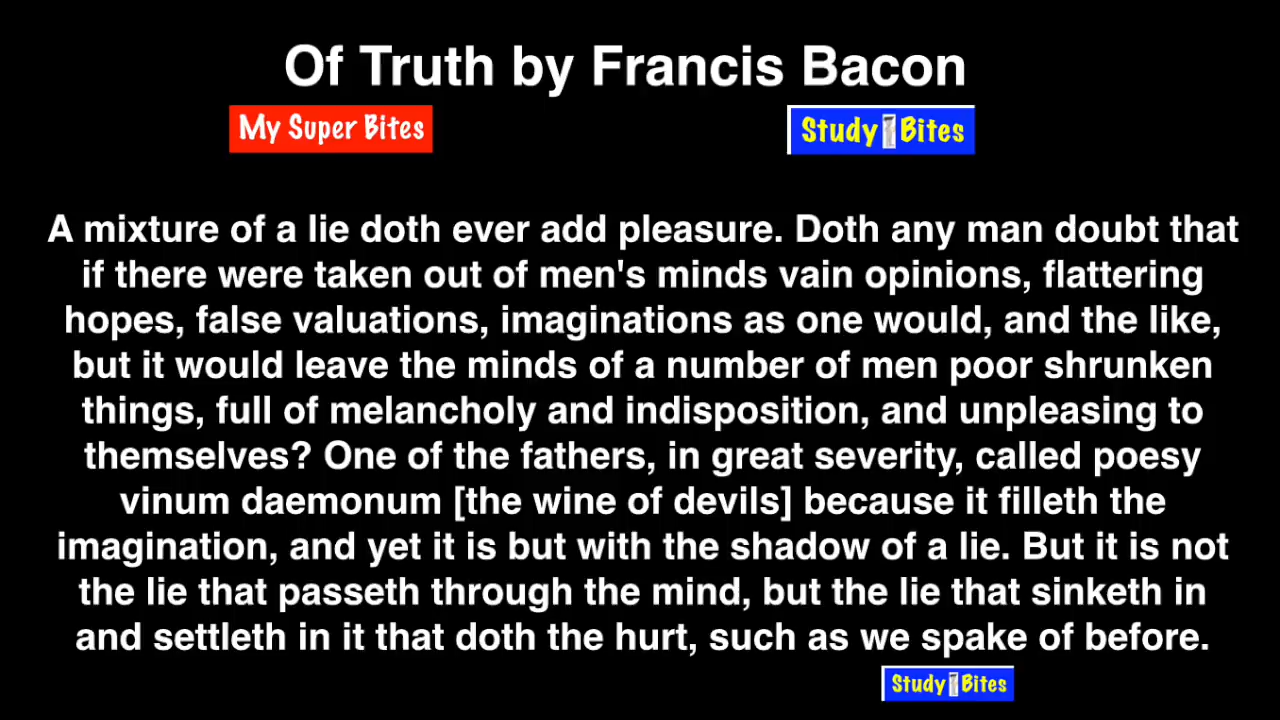 Of Truth by Francis Bacon
My Super Bites
Study Bites
A mixture of a lie doth ever add pleasure. Doth any man doubt that
if there were taken out of men's minds vain opinions, flattering
hopes, false valuations, imaginations as one would, and the like,
but it would leave the minds of a number of men poor shrunken
things, full of melancholy and indisposition, and unpleasing to
themselves? One of the fathers, in great severity, called poesy
vinum daemonum [the wine of devils] because it filleth the
imagination, and yet it is but with the shadow of a lie. But it is not
the lie that passeth through the mind, but the lie that sinketh in
and settleth in it that doth the hurt, such as we spake of before.
Study Bites